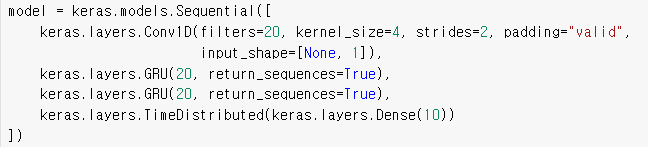 model = keras.models.Sequential([
    keras.layers.Conv1D(filters=20, kernel_size=4, strides=2, padding="valid",
                        input_shape=[None, 1]),
    keras.layers.GRU(20, return_sequences=True),
    keras.layers.GRU(20, return_sequences=True),
    keras.layers.TimeDistributed(keras.layers.Dense(10))
])